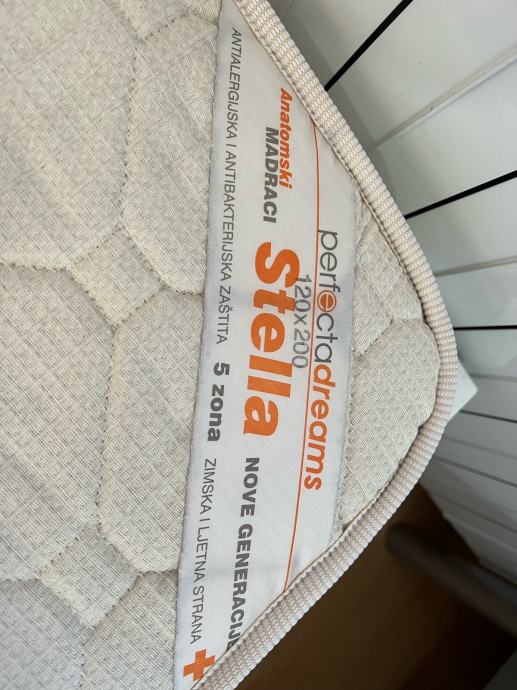 perfectadreams
120x200
Anatomski
MADRACI
Stella
NOVE GENERACIJE
ANTIALERGIJSKA I ANTIBAKTERIJSKA ZAŠTITA 5 zona ZIMSKA I LJETNA STRANA